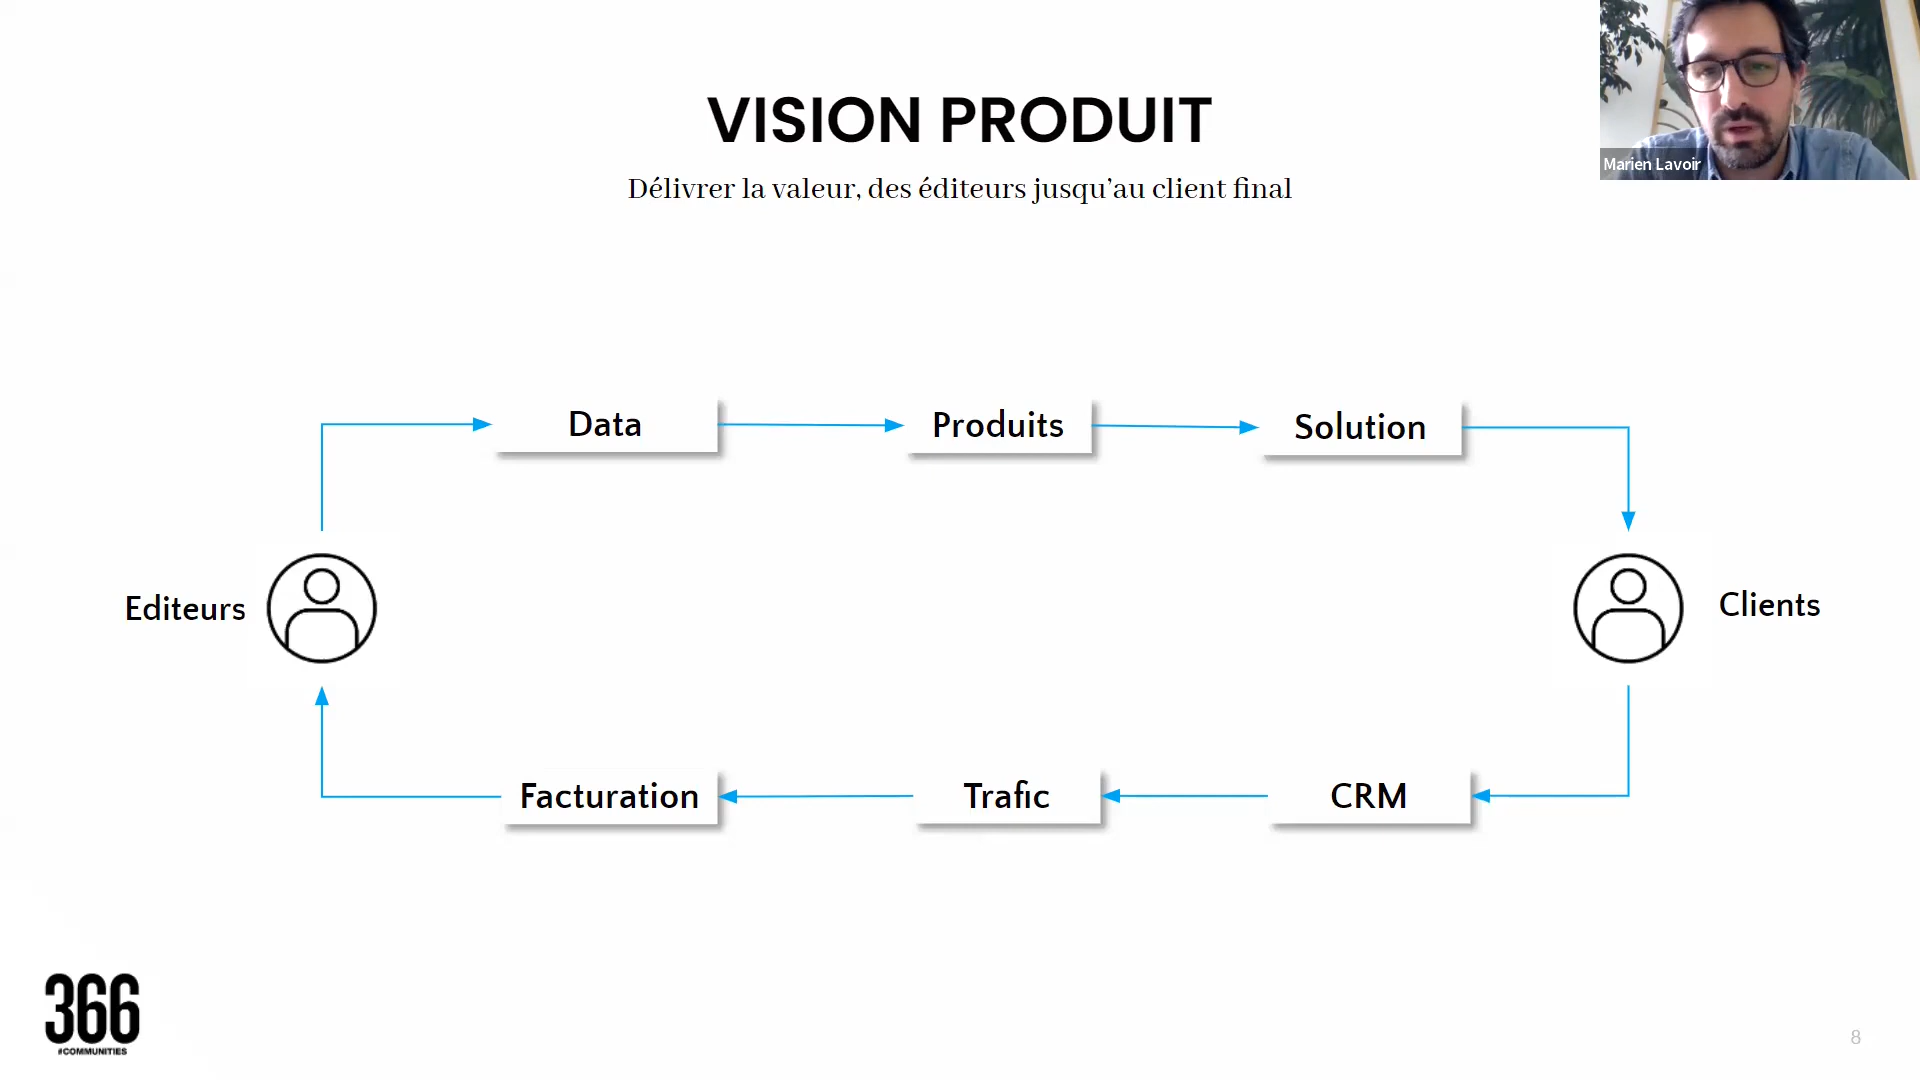 VISION PRODUIT
Délivrer la valeur, des éditeurs jusqu'au client final
Marien Lavoir
Data
Produits
Solution
Editeurs
Clients
Facturation
Trafic
CRM
366
#COMMUNITIES
8